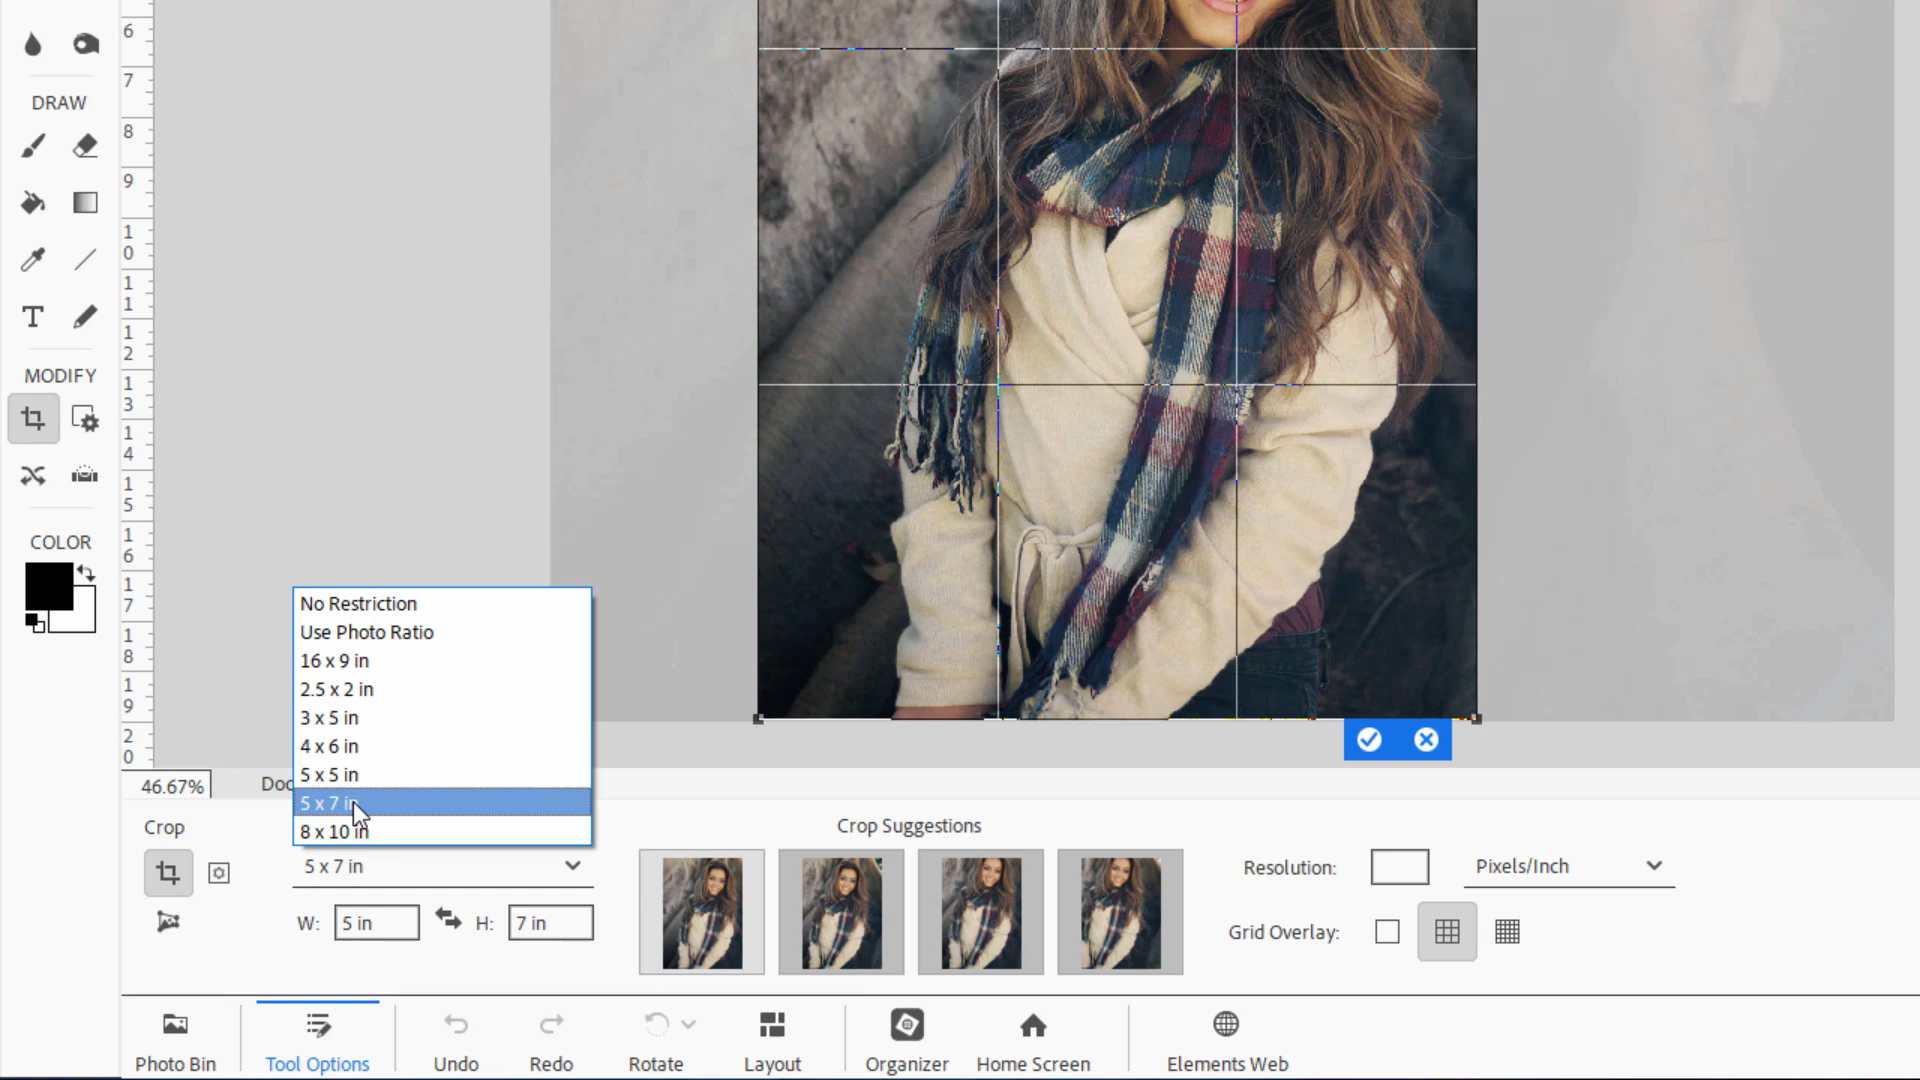 6
7
DRAW
8
9
1
0
1
1
1
2
MODIFY
1
3
1
4
1
5
COLOR
1
6
1
7
1
8
1
9
2
0
No Restriction
Use Photo Ratio
16 x 9 in
2.5 x 2 in
3 x 5 in
4 x 6 in
5 x 5 in
5 x 7 in
8 x 10 in
46.67%
Doc
Crop
5 x 7 in
W: 5 in H: 7 in
Crop Suggestions
Resolution: Pixels/Inch
Grid Overlay:
Photo Bin
Tool Options
Undo
Redo
Rotate
Layout
Organizer
Home Screen
Elements Web